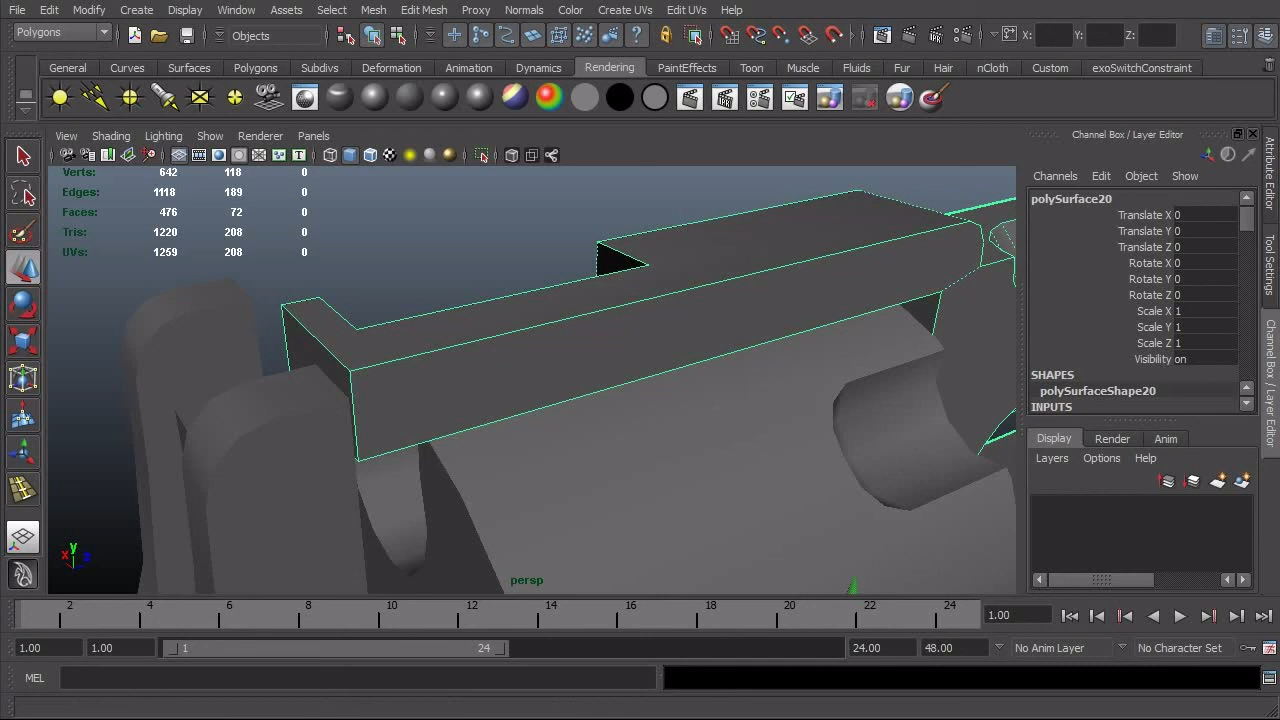 File Edit Modify Create Display Window Assets Select Mesh Edit Mesh Proxy Normals Color Create UVs Edit UVs Help
Polygons Objects X: Y: Z:
General Curves Surfaces Polygons Subdivs Deformation Animation Dynamics Rendering PaintEffects Toon Muscle Fluids Fur Hair nCloth Custom exoSwitchConstraint
View Shading Lighting Show Renderer Panels
Channel Box / Layer Editor
Verts: 642 118 0
Edges: 1118 189 0
Faces: 476 72 0
Tris: 1220 208 0
UVs: 1259 208 0
persp
y
x
z
Channels Edit Object Show
polySurface20
Translate X 0
Translate Y 0
Translate Z 0
Rotate X 0
Rotate Y 0
Rotate Z 0
Scale X 1
Scale Y 1
Scale Z 1
Visibility on
SHAPES
polySurfaceShape20
INPUTS
Display Render Anim
Layers Options Help
Attribute Editor
Tool Settings
Channel Box / Layer Editor
2 4 6 8 10 12 14 16 18 20 22 24 1.00
1.00 1.00 1 24 24.00 48.00 No Anim Layer No Character Set
MEL